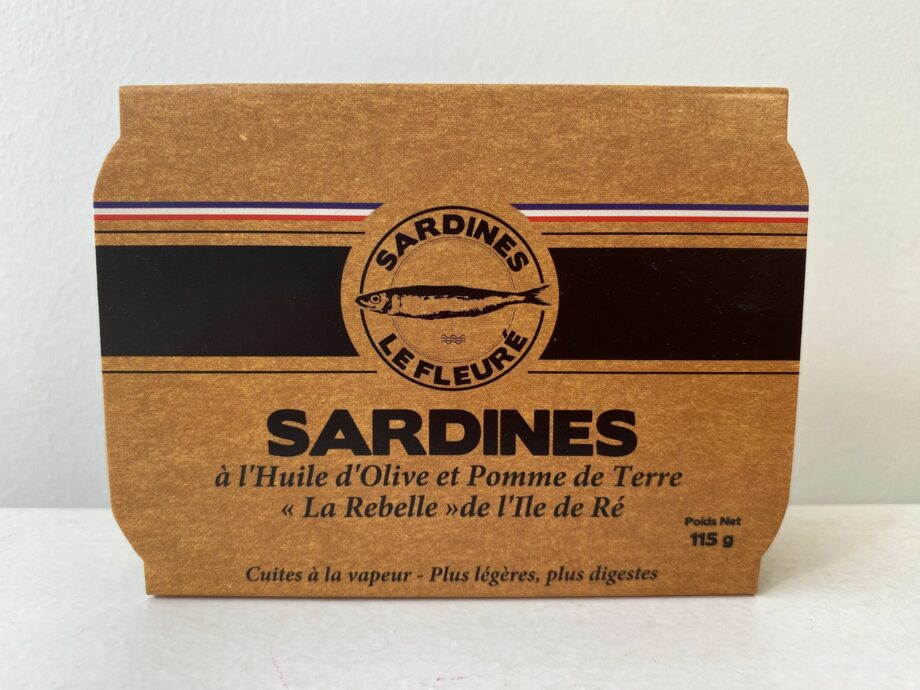 SARDINES
LE FLEURÉ
SARDINES
à l'Huile d'Olive et Pomme de Terre
« La Rebelle »de l'Ile de Ré
Poids Net
115 g
Cuites à la vapeur - Plus légères, plus digestes